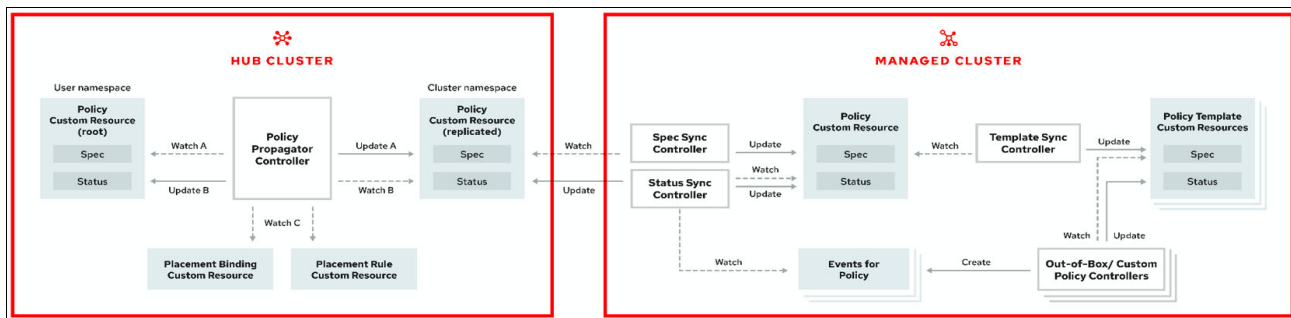 HUB CLUSTER
User namespace
Policy
Custom Resource
(root)
Spec
Status
Watch A
Update B
Policy
Propagator
Controller
Update A
Watch B
Watch C
Cluster namespace
Policy
Custom Resource
(replicated)
Spec
Status
Placement Binding
Custom Resource
Placement Rule
Custom Resource
Watch
Update
MANAGED CLUSTER
Spec Sync
Controller
Status Sync
Controller
Update
Watch
Update
Watch
Policy
Custom Resource
Spec
Status
Watch
Template Sync
Controller
Update
Policy Template
Custom Resources
Spec
Status
Watch
Update
Events for
Policy
Create
Out-of-Box/ Custom
Policy Controllers